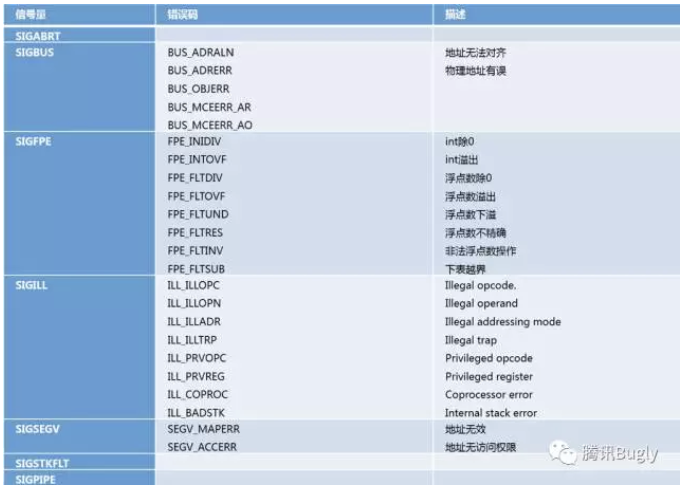 信号量 错误码 描述
SIGABRT
SIGBUS BUS_ADRALN 地址无法对齐
BUS_ADRERR 物理地址有误
BUS_OBJERR
BUS_MCEERR_AR
BUS_MCEERR_AO
SIGFPE FPE_INIDIV int除0
FPE_INTOVF int溢出
FPE_FLTDIV 浮点数除0
FPE_FLTOVF 浮点数溢出
FPE_FLTUND 浮点数下溢
FPE_FLTRES 浮点数不精确
FPE_FLTINV 非法浮点数操作
FPE_FLTSUB 下表越界
SIGILL ILL_ILLOPC Illegal opcode.
ILL_ILLOPN Illegal operand
ILL_ILLADR Illegal addressing mode
ILL_ILLTRP Illegal trap
ILL_PRVOPC Privileged opcode
ILL_PRVREG Privileged register
ILL_COPROC Coprocessor error
ILL_BADSTK Internal stack error
SIGSEGV SEGV_MAPERR 地址无效
SEGV_ACCERR 地址无访问权限
腾讯Bugly
SIGSTKFLT
SIGPIPE